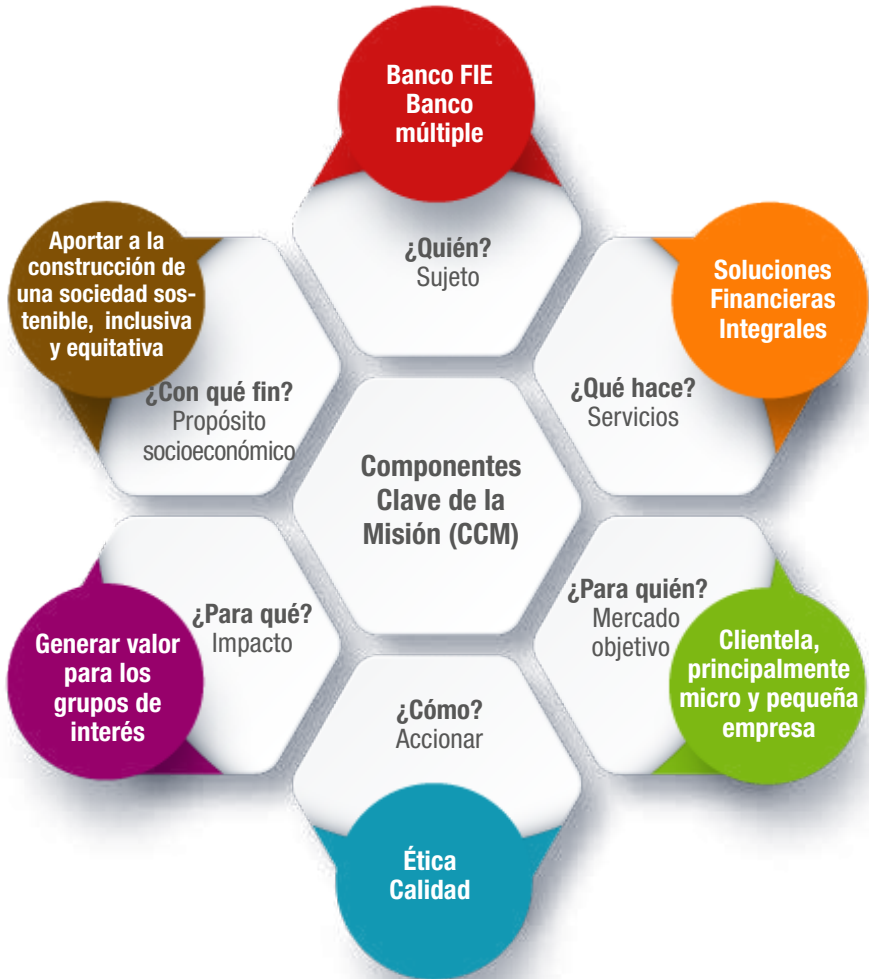 Banco FIE
Banco
múltiple
¿Quién?
Sujeto
Soluciones
Financieras
Integrales
¿Qué hace?
Servicios
Clientela,
principalmente
micro y pequeña
empresa
¿Para quién?
Mercado
objetivo
Ética
Calidad
¿Cómo?
Accionar
Generar valor
para los
grupos de
interés
¿Para qué?
Impacto
Aportar a la
construcción de
una sociedad sos-
tenible, inclusiva
y equitativa
¿Con qué fin?
Propósito
socioeconómico
Componentes
Clave de la
Misión (CCM)